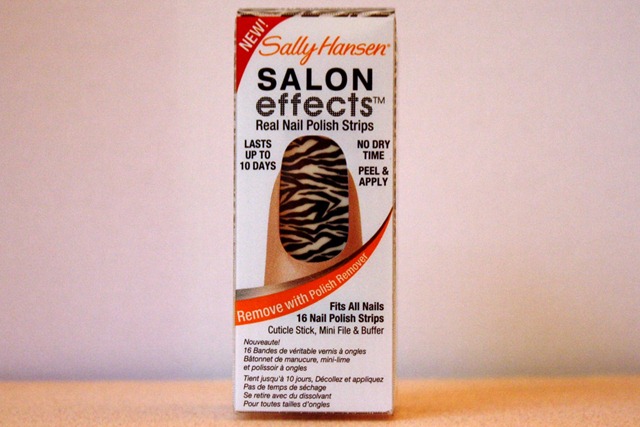 NEW!
Sally Hansen®
SALON
effects™
Real Nail Polish Strips
LASTS
UP TO
10 DAYS
NO DRY
TIME
PEEL &
APPLY
Remove with Polish Remover
Fits All Nails
16 Nail Polish Strips
Cuticle Stick, Mini File & Buffer
Nouveaute!
16 Bandes de véritable vernis à ongles
Bâtonnet de manucure, mini-lime
et polissoir à ongles
Tient jusqu'à 10 jours, Décollez et appliquez
Pas de temps de séchage
Se retire avec du dissolvant
Pour toutes tailles d'ongles